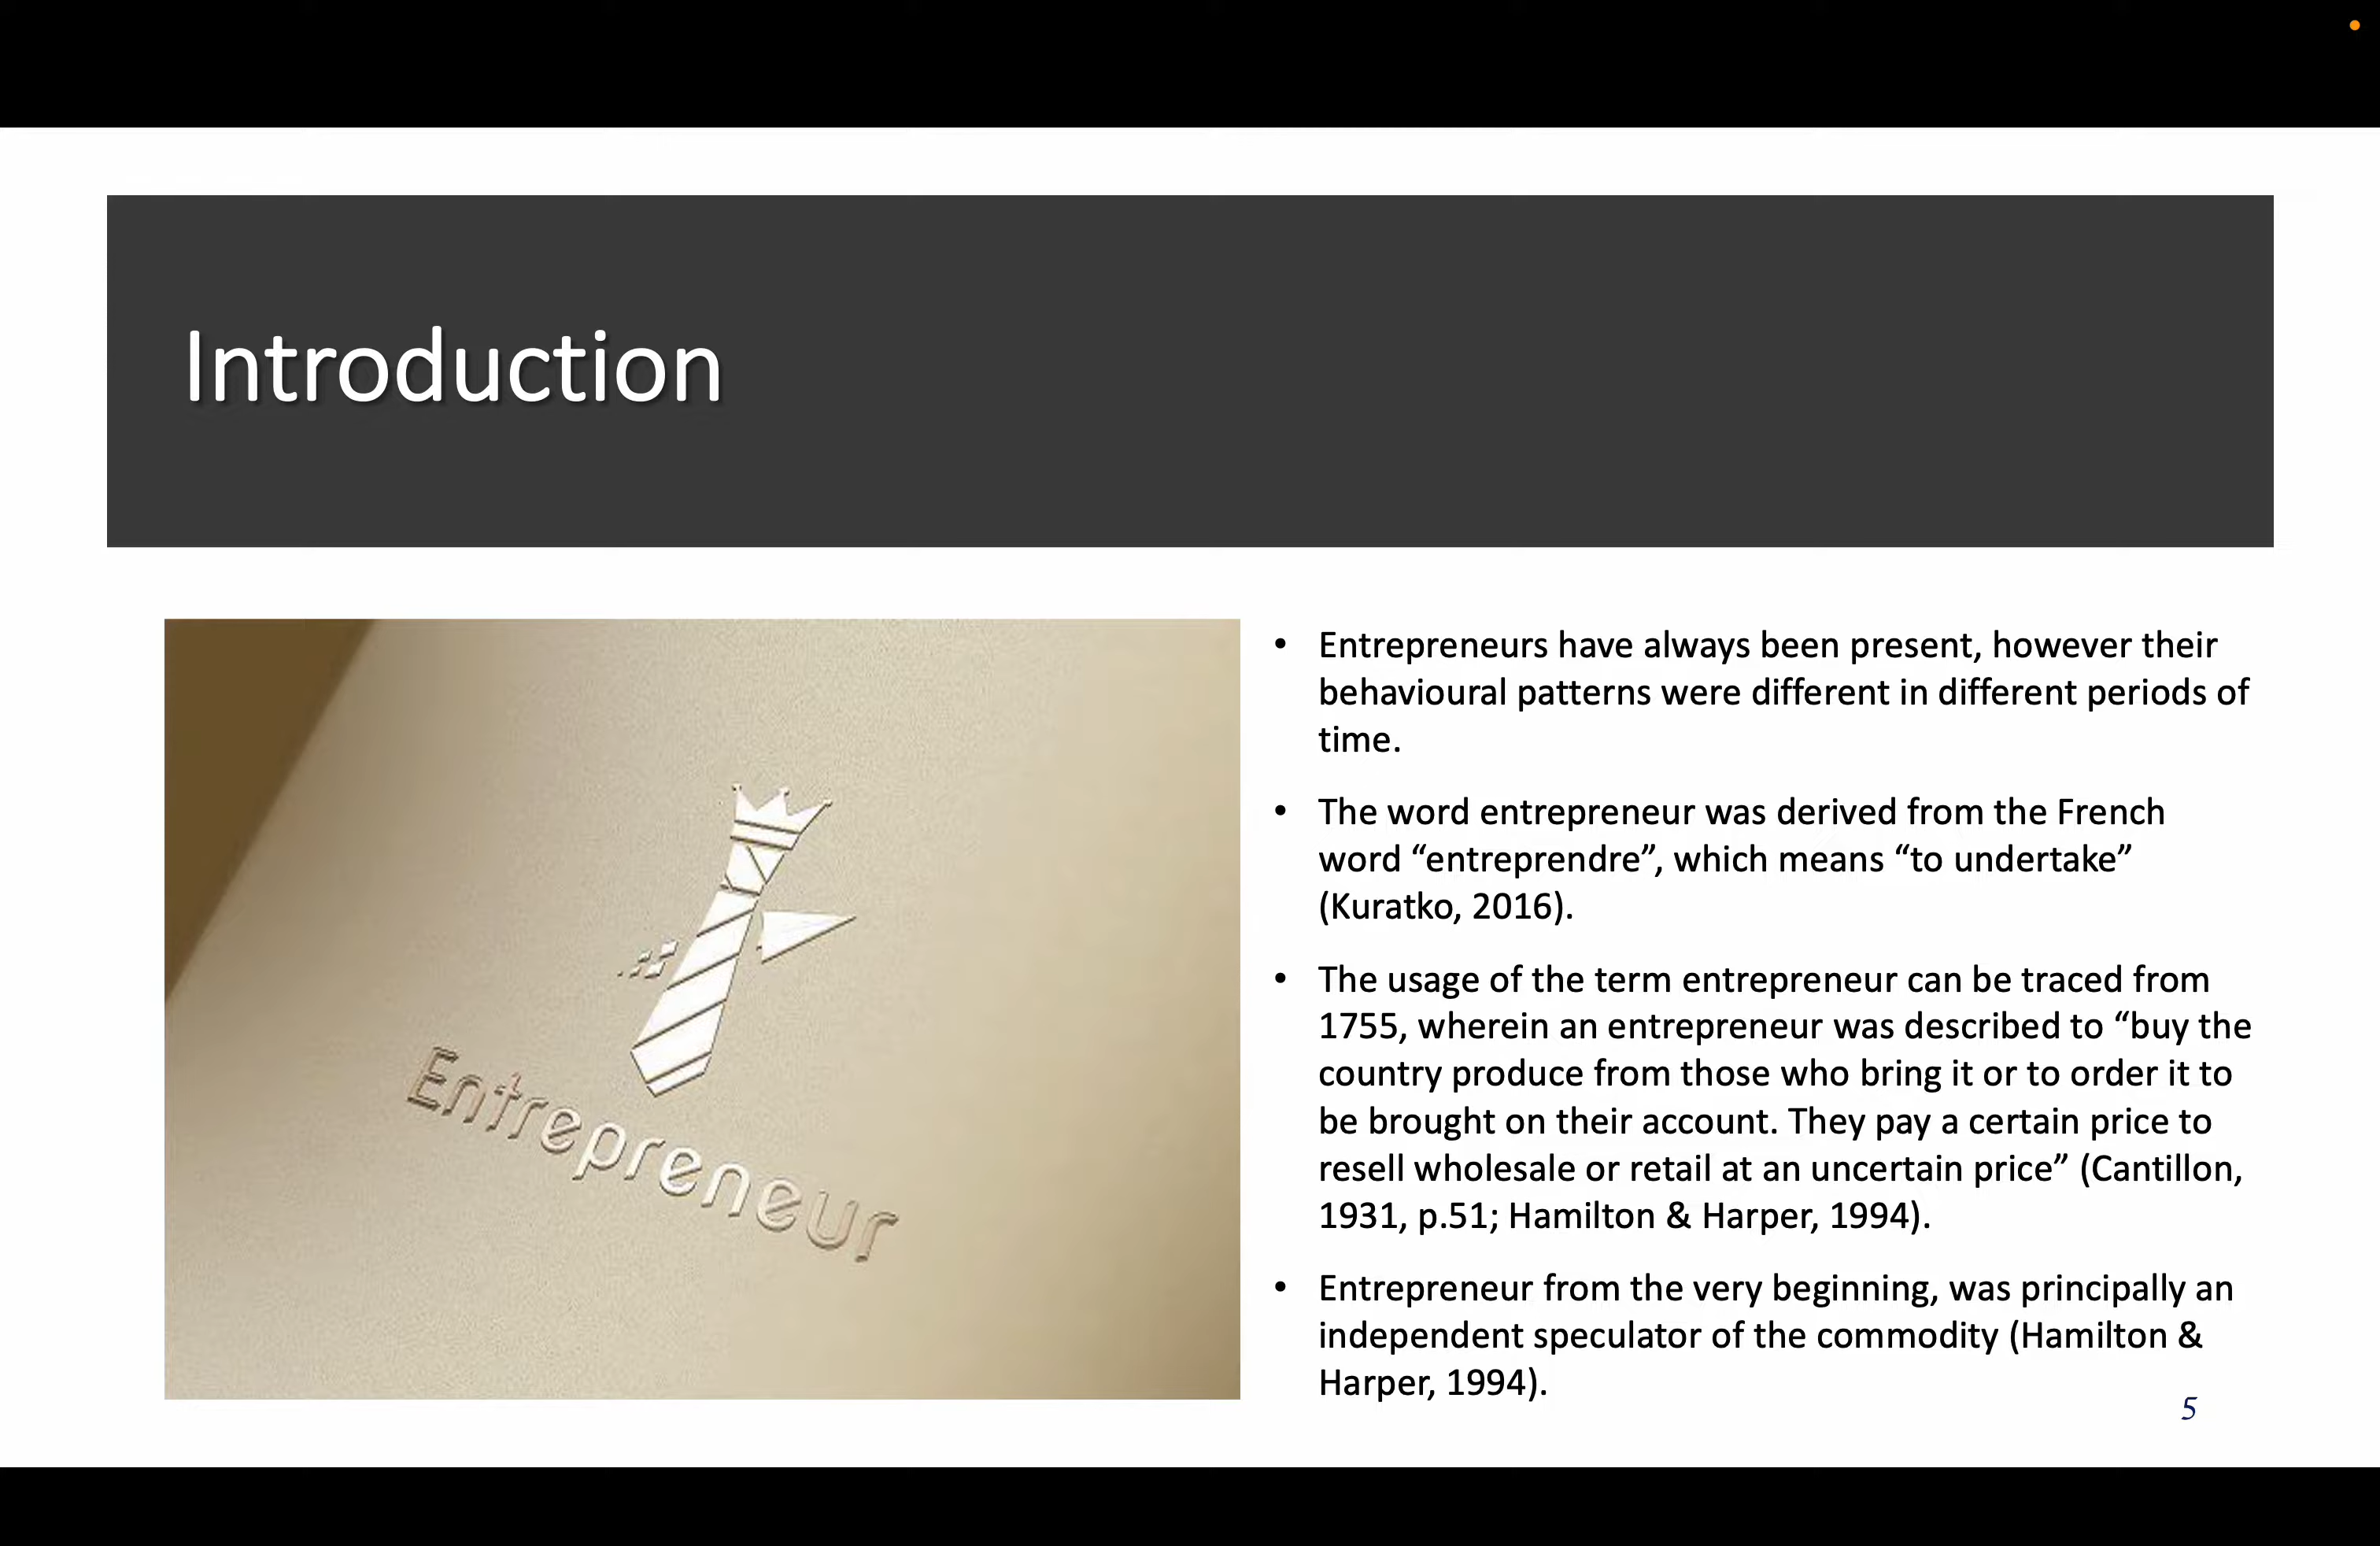 Introduction
Entrepreneur
• Entrepreneurs have always been present, however their
behavioural patterns were different in different periods of
time.
• The word entrepreneur was derived from the French
word “entreprendre”, which means “to undertake”
(Kuratko, 2016).
• The usage of the term entrepreneur can be traced from
1755, wherein an entrepreneur was described to “buy the
country produce from those who bring it or to order it to
be brought on their account. They pay a certain price to
resell wholesale or retail at an uncertain price” (Cantillon,
1931, p.51; Hamilton & Harper, 1994).
• Entrepreneur from the very beginning, was principally an
independent speculator of the commodity (Hamilton &
Harper, 1994).
5